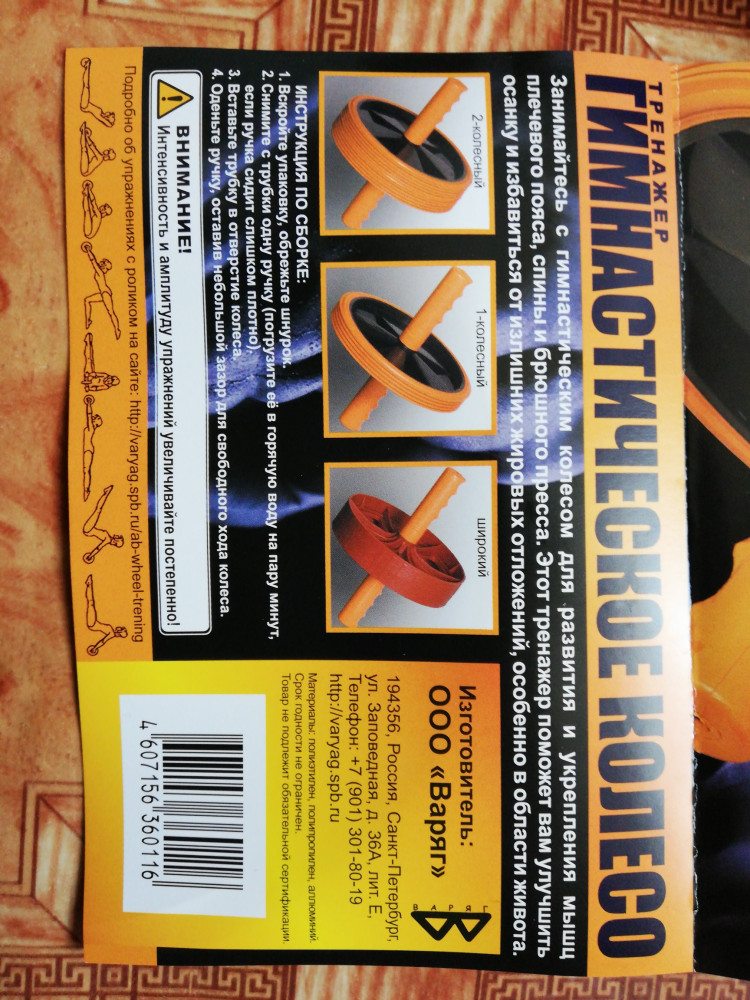 ТРЕНАЖЕР
ГИМНАСТИЧЕСКОЕ КОЛЕСО
Занимайтесь с гимнастическим колесом для развития и укрепления мышц
плечевого пояса, спины и брюшного пресса. Этот тренажер поможет вам улучшить
осанку и избавиться от излишних жировых отложений, особенно в области живота.
2-колесный
1-колесный
широкий
ИНСТРУКЦИЯ ПО СБОРКЕ:
1. Вскройте упаковку, обрежьте шнурок.
2. Снимите с трубки одну ручку (погрузите её в горячую воду на пару минут,
если ручка сидит слишком плотно).
3. Вставьте трубку в отверстие колеса.
4. Оденьте ручку, оставив небольшой зазор для свободного хода колеса.
ВНИМАНИЕ!
Интенсивность и амплитуду упражнений увеличивайте постепенно!
Подробно об упражнениях с роликом на сайте: http://varyag.spb.ru/ab-wheel-trening
Изготовитель:
ООО «Варяг»
ВАРЯГ
194356, Россия, Санкт-Петербург,
ул. Заповедная, д. 36А, лит. Е,
Телефон: +7 (901) 301-80-19
http://varyag.spb.ru
Материалы: полиэтилен, полипропилен, аллюминий.
Срок годности не ограничен.
Товар не подлежит обязательной сертификации.
4 607156 360116